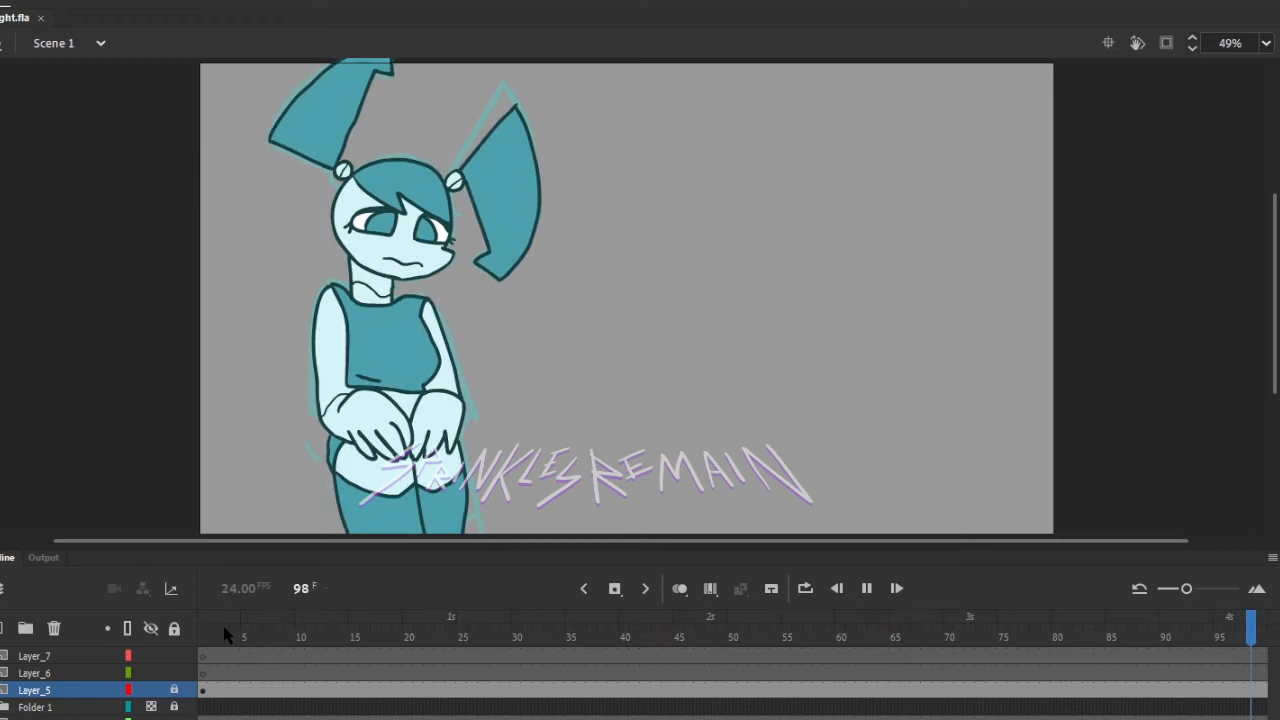 ght.fla ×
Scene 1
49%
SRINKLESREMAIN
line Output
24.00 FPS 98 F
1s 2s 3s 4s
5 10 15 20 25 30 35 40 45 50 55 60 65 70 75 80 85 90 95
Layer_7
Layer_6
Layer_5
Folder 1